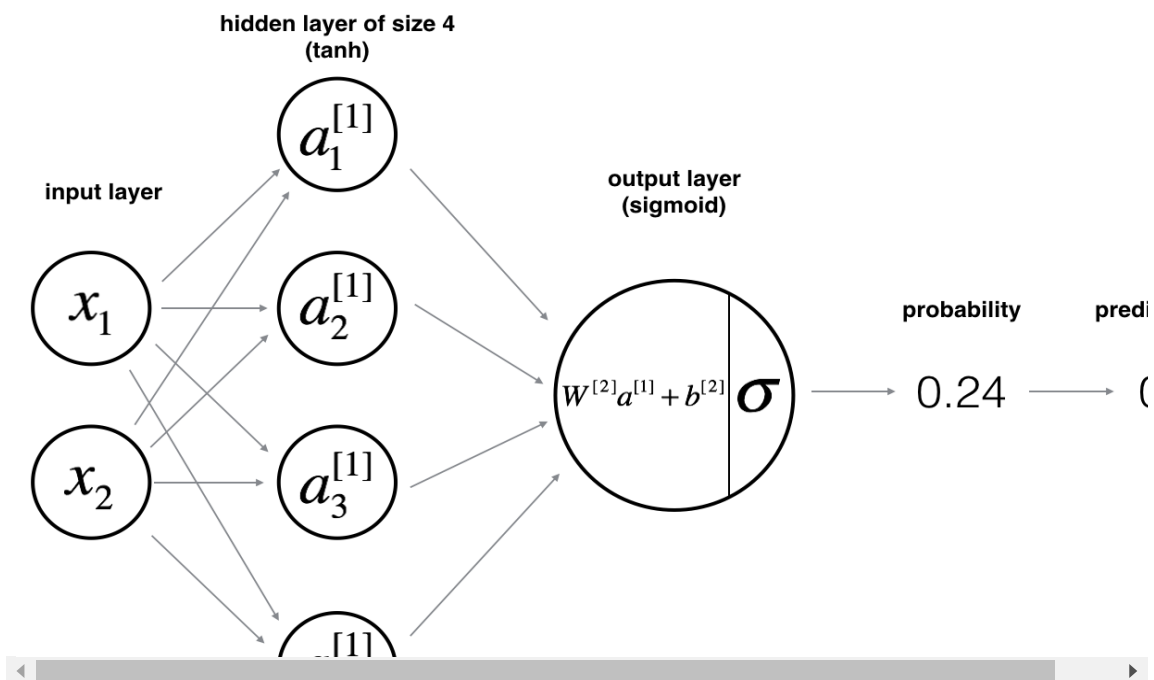 hidden layer of size 4
(tanh)
a₁^[1]
input layer
output layer
(sigmoid)
x₁
a₂^[1]
probability
W^[2]a^[1] + b^[2]
σ
0.24
x₂
a₃^[1]
[1]